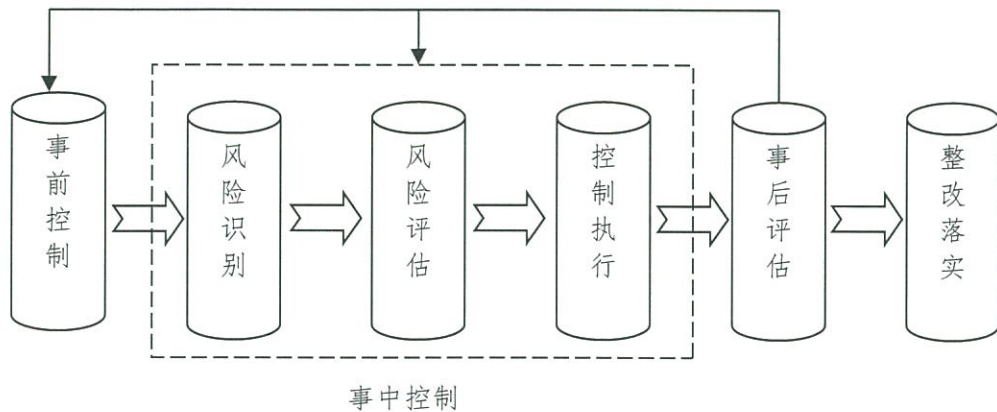 事前控制
风险识别
风险评估
控制执行
事后评估
整改落实
事中控制